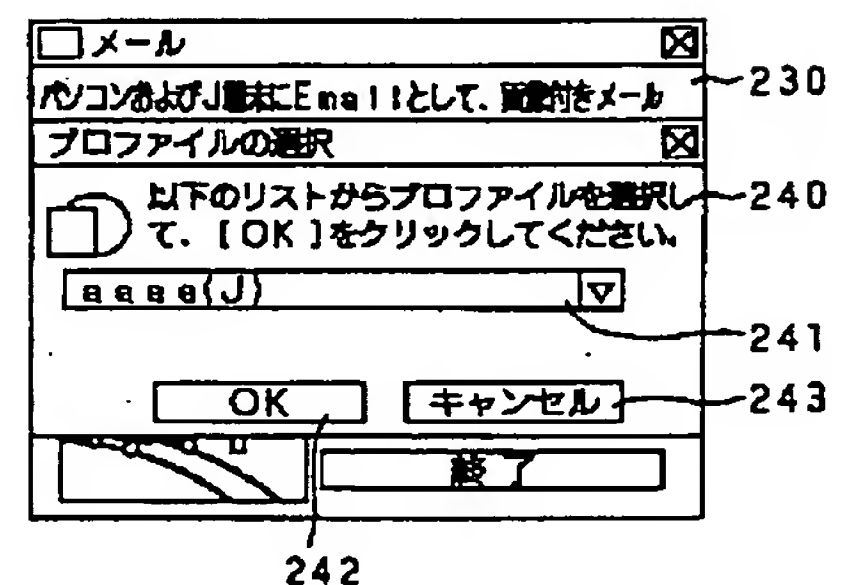 メール
パソコンおよびJ端末にEmailとして、画像付きメール
230
プロファイルの選択
以下のリストからプロファイルを選択し
て、[OK]をクリックしてください。
240
aaaa(J)
241
OK
キャンセル
243
終了
242